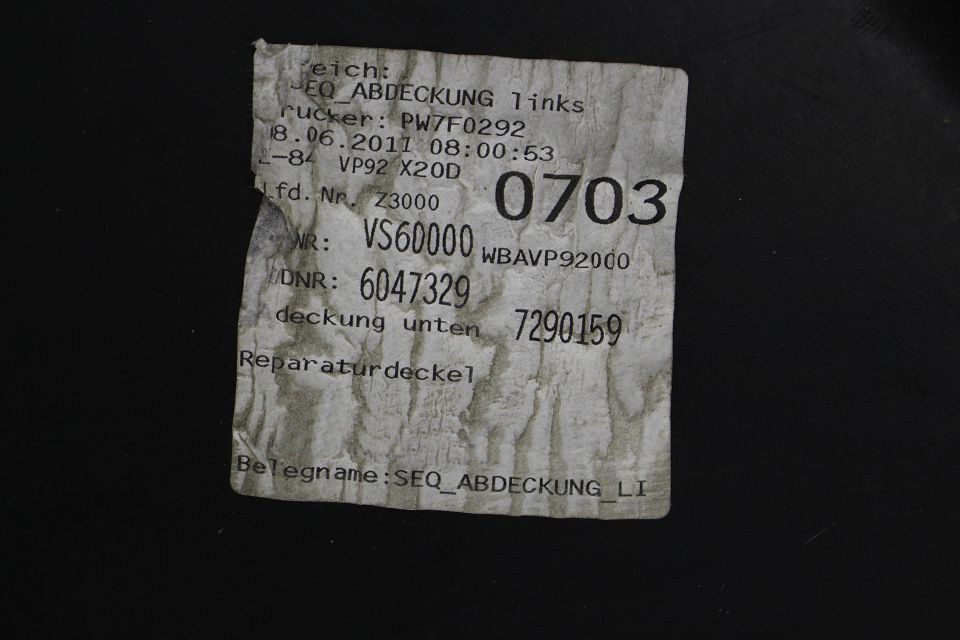 eich:
SEQ_ABDECKUNG links
rucker: PW7F0292
8.06.2011 08:00:53
VP92 X20D
0703
Lfd. Nr. Z3000
NR: VS60000 WBAVP92000
DNR: 6047329
deckung unten 7290159
Reparaturdeckel
Belegname:SEQ_ABDECKUNG_LI